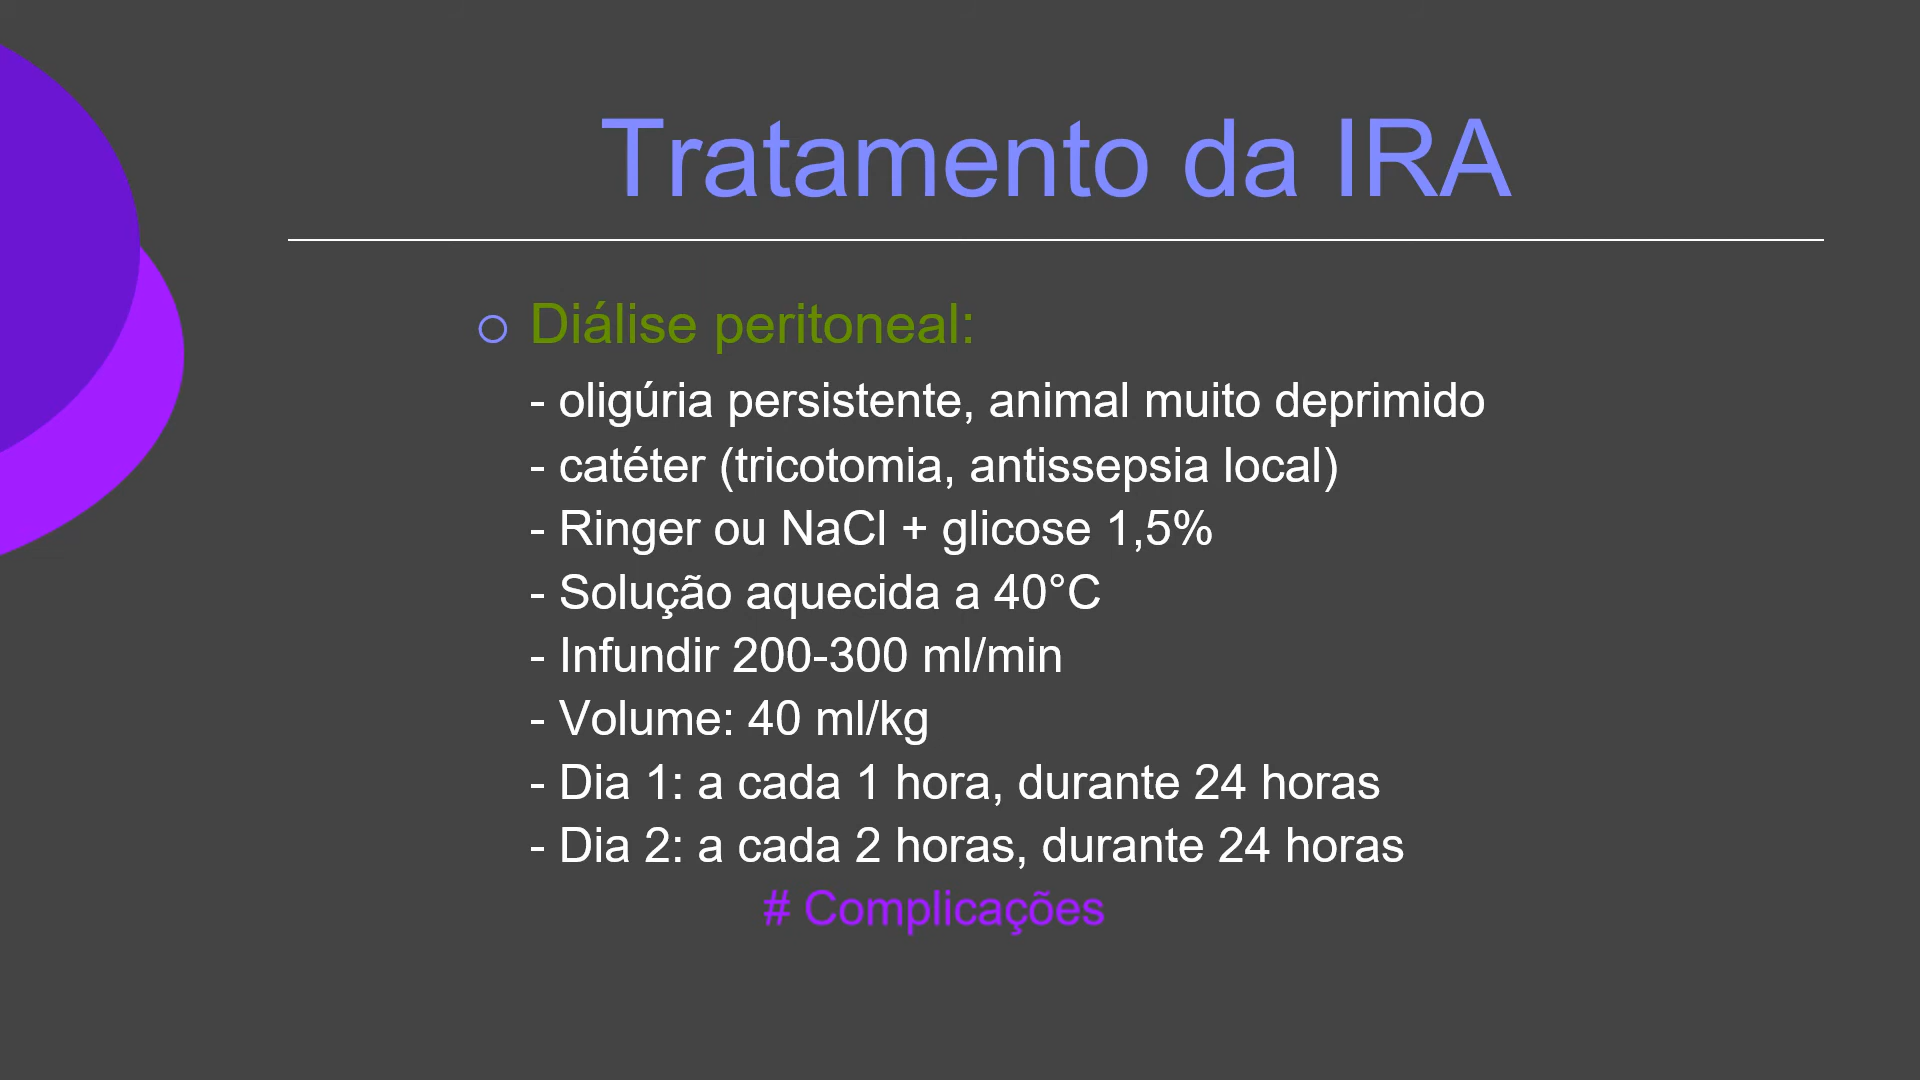 Tratamento da IRA
Diálise peritoneal:
- oligúria persistente, animal muito deprimido
- catéter (tricotomia, antissepsia local)
- Ringer ou NaCl + glicose 1,5%
- Solução aquecida a 40°C
- Infundir 200-300 ml/min
- Volume: 40 ml/kg
- Dia 1: a cada 1 hora, durante 24 horas
- Dia 2: a cada 2 horas, durante 24 horas
# Complicações